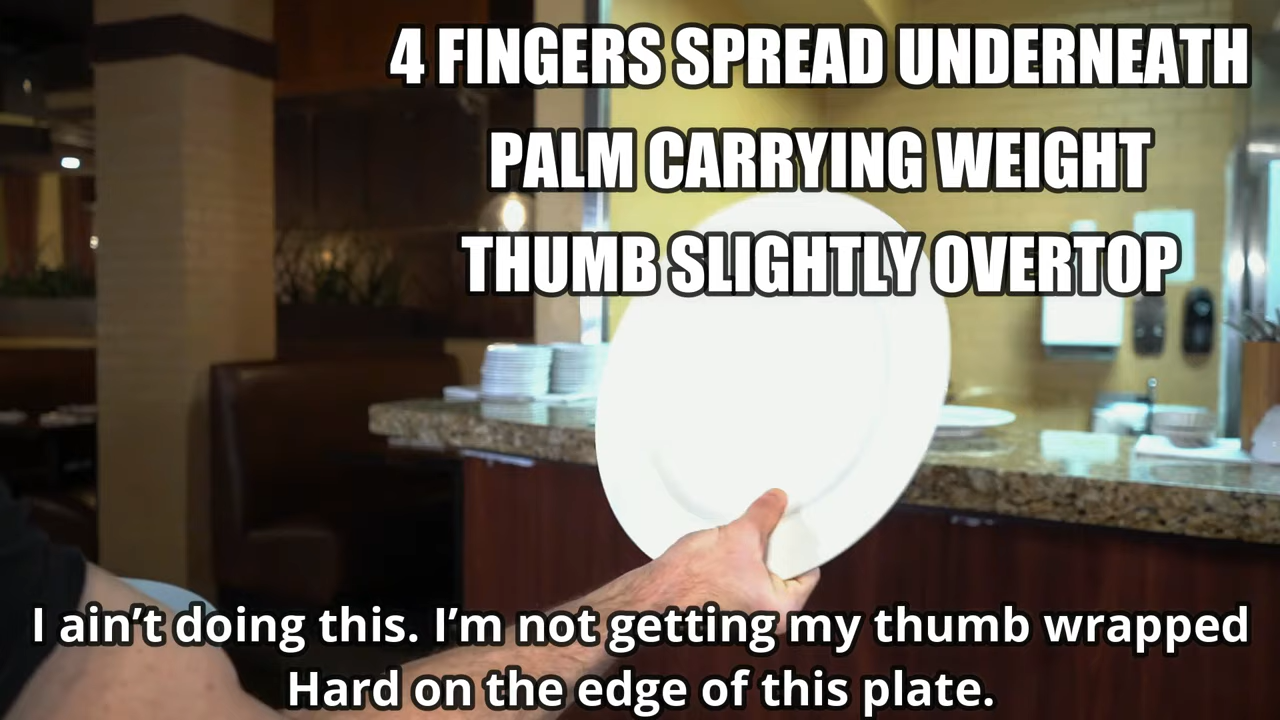 4 FINGERS SPREAD UNDERNEATH
PALM CARRYING WEIGHT
THUMB SLIGHTLY OVERTOP
I ain’t doing this. I’m not getting my thumb wrapped
Hard on the edge of this plate.